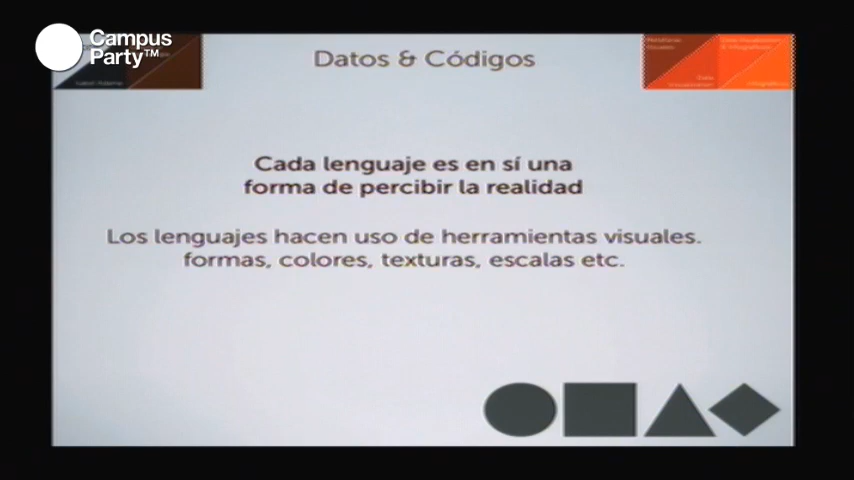 Campus
Party™
Datos & Códigos
Cada lenguaje es en sí una
forma de percibir la realidad
Los lenguajes hacen uso de herramientas visuales.
formas, colores, texturas, escalas etc.